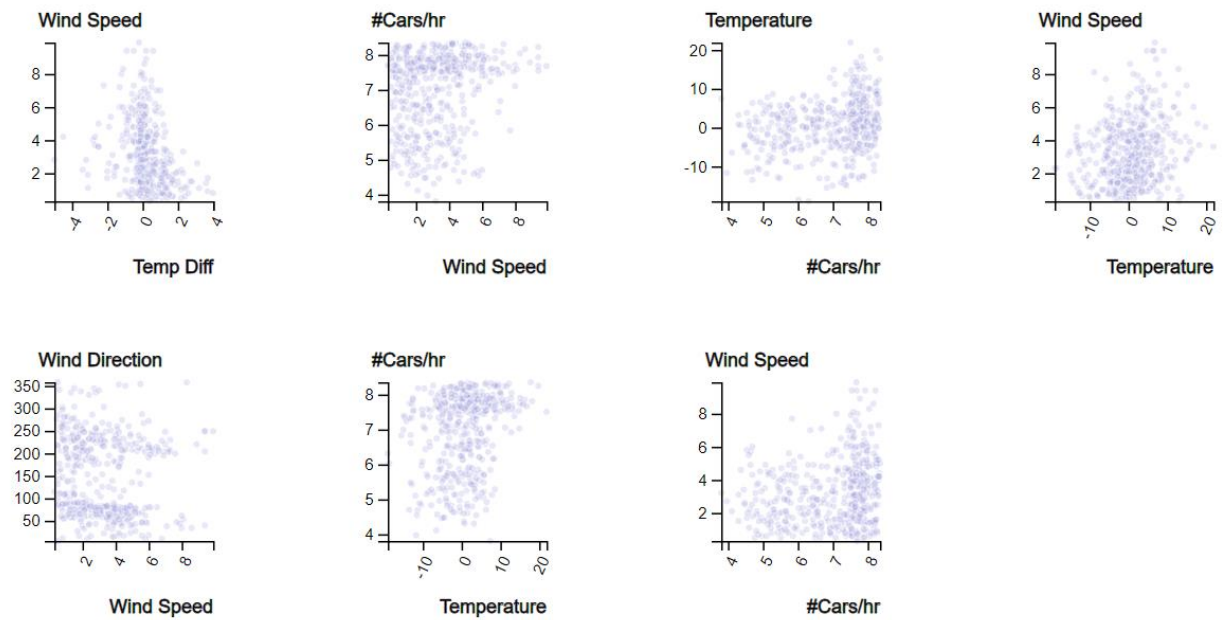 Wind Speed
8
6
4
2
-4 -2 0 2 4
Temp Diff
#Cars/hr
8
7
6
5
4
2 4 6 8
Wind Speed
Temperature
20
10
0
-10
4 5 6 7 8
#Cars/hr
Wind Speed
8
6
4
2
-10 0 10 20
Temperature
Wind Direction
350
300
250
200
150
100
50
2 4 6 8
Wind Speed
#Cars/hr
8
7
6
5
4
-10 0 10 20
Temperature
Wind Speed
8
6
4
2
4 5 6 7 8
#Cars/hr